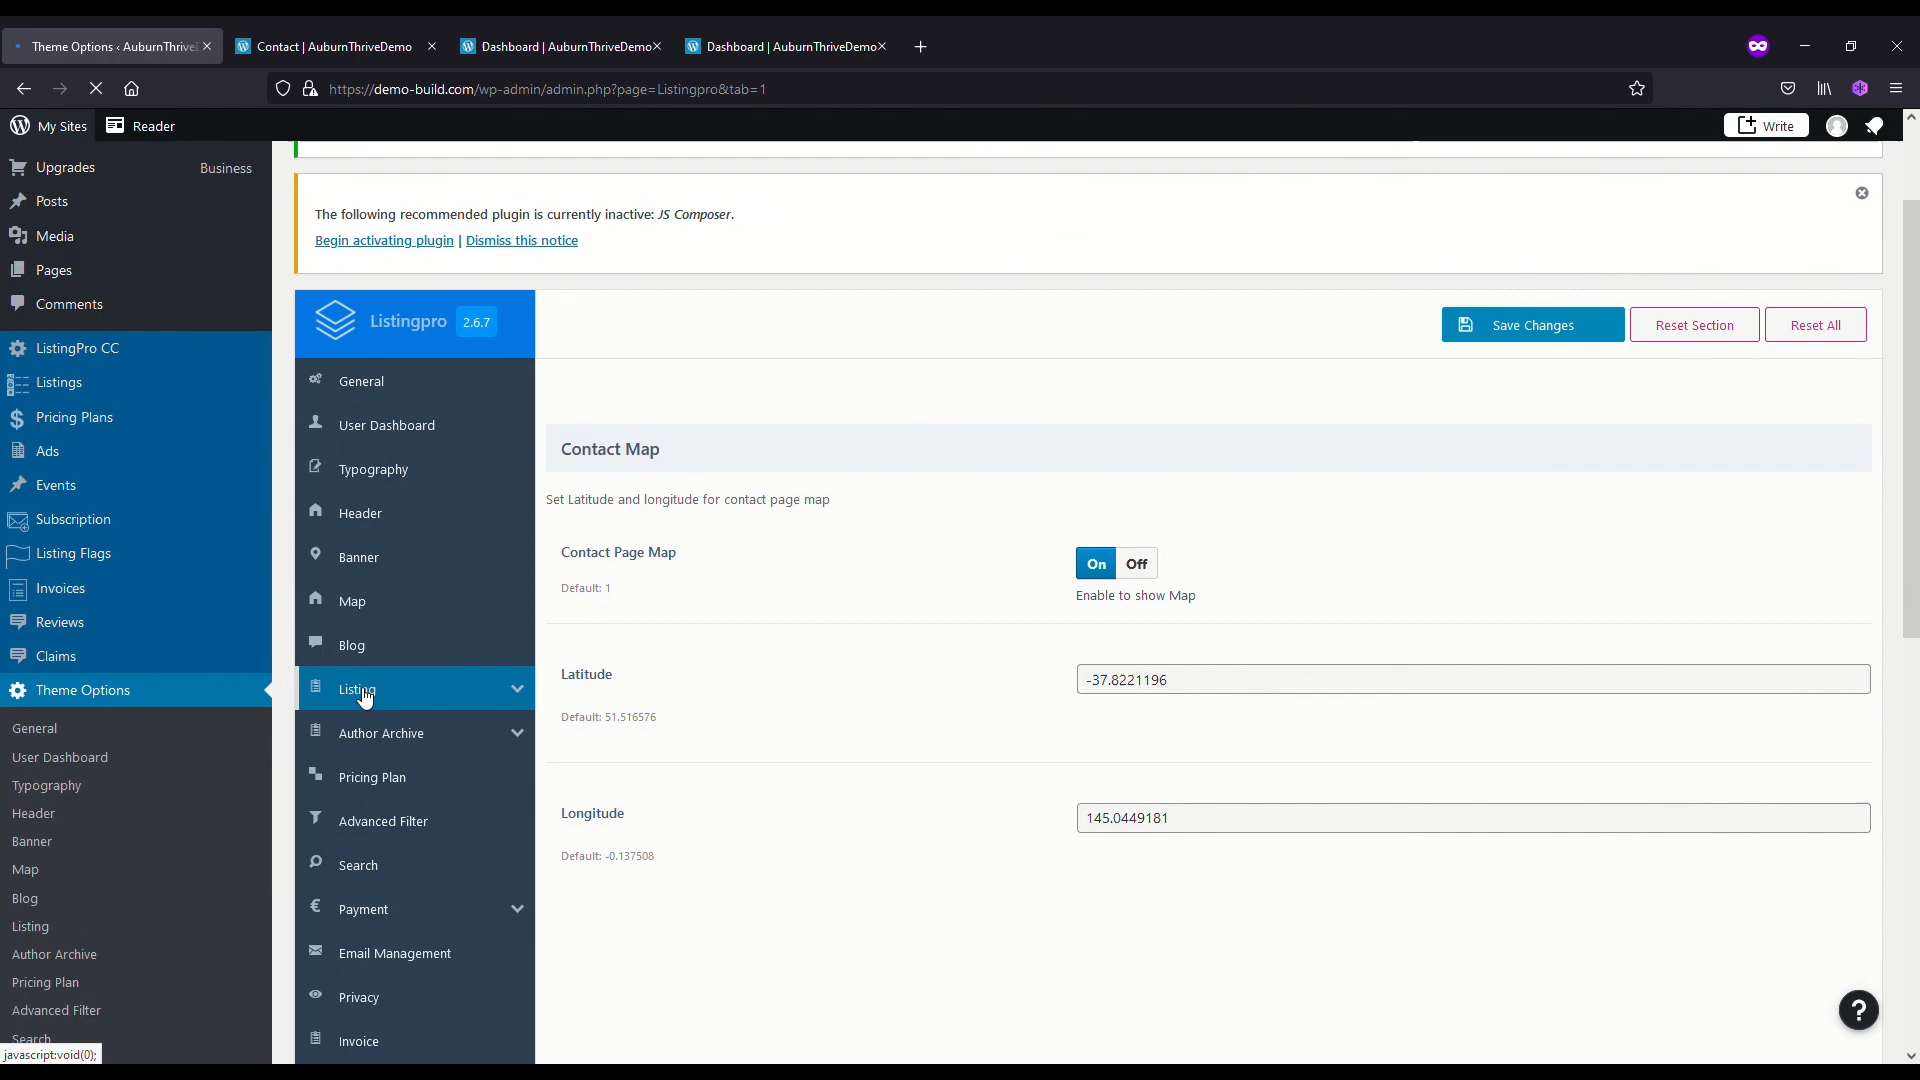 Theme Options ‹ AuburnThriveD
Contact | AuburnThriveDemo
Dashboard | AuburnThriveDemo
Dashboard | AuburnThriveDemo
https://demo-build.com/wp-admin/admin.php?page=Listingpro&tab=1
My Sites
Reader
Write
Upgrades
Business
Posts
Media
Pages
Comments
ListingPro CC
Listings
Pricing Plans
Ads
Events
Subscription
Listing Flags
Invoices
Reviews
Claims
Theme Options
General
User Dashboard
Typography
Header
Banner
Map
Blog
Listing
Author Archive
Pricing Plan
Advanced Filter
Search
javascript:void(0);
The following recommended plugin is currently inactive: JS Composer.
Begin activating plugin | Dismiss this notice
Listingpro 2.6.7
Save Changes
Reset Section
Reset All
General
User Dashboard
Typography
Header
Banner
Map
Blog
Listing
Author Archive
Pricing Plan
Advanced Filter
Search
Payment
Email Management
Privacy
Invoice
Contact Map
Set Latitude and longitude for contact page map
Contact Page Map
Default: 1
On Off
Enable to show Map
Latitude
Default: 51.516576
-37.8221196
Longitude
Default: -0.137508
145.0449181
?